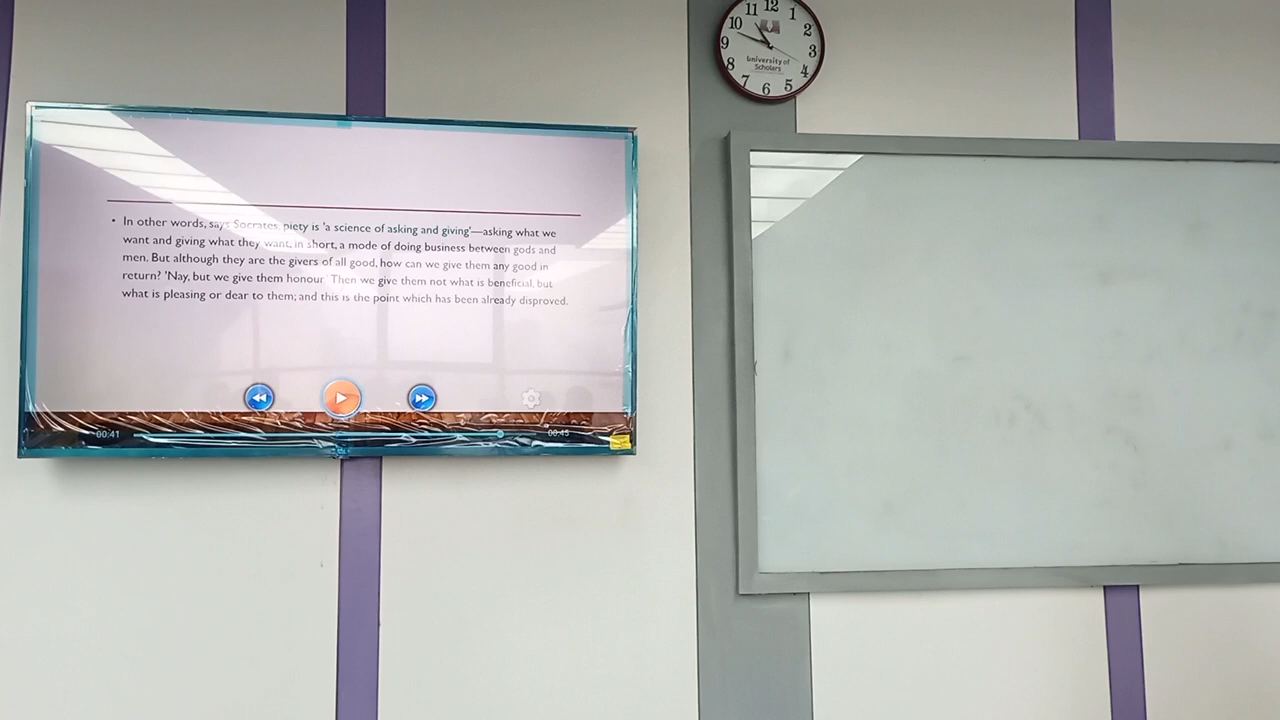 • In other words, says Socrates, piety is 'a science of asking and giving'—asking what we
want and giving what they want, in short, a mode of doing business between gods and
men. But although they are the givers of all good, how can we give them any good in
return? 'Nay, but we give them honour.' Then we give them not what is beneficial, but
what is pleasing or dear to them; and this is the point which has been already disproved.
00:41
00:45
12
1
2
3
4
5
6
7
8
9
10
11
University of
Scholars